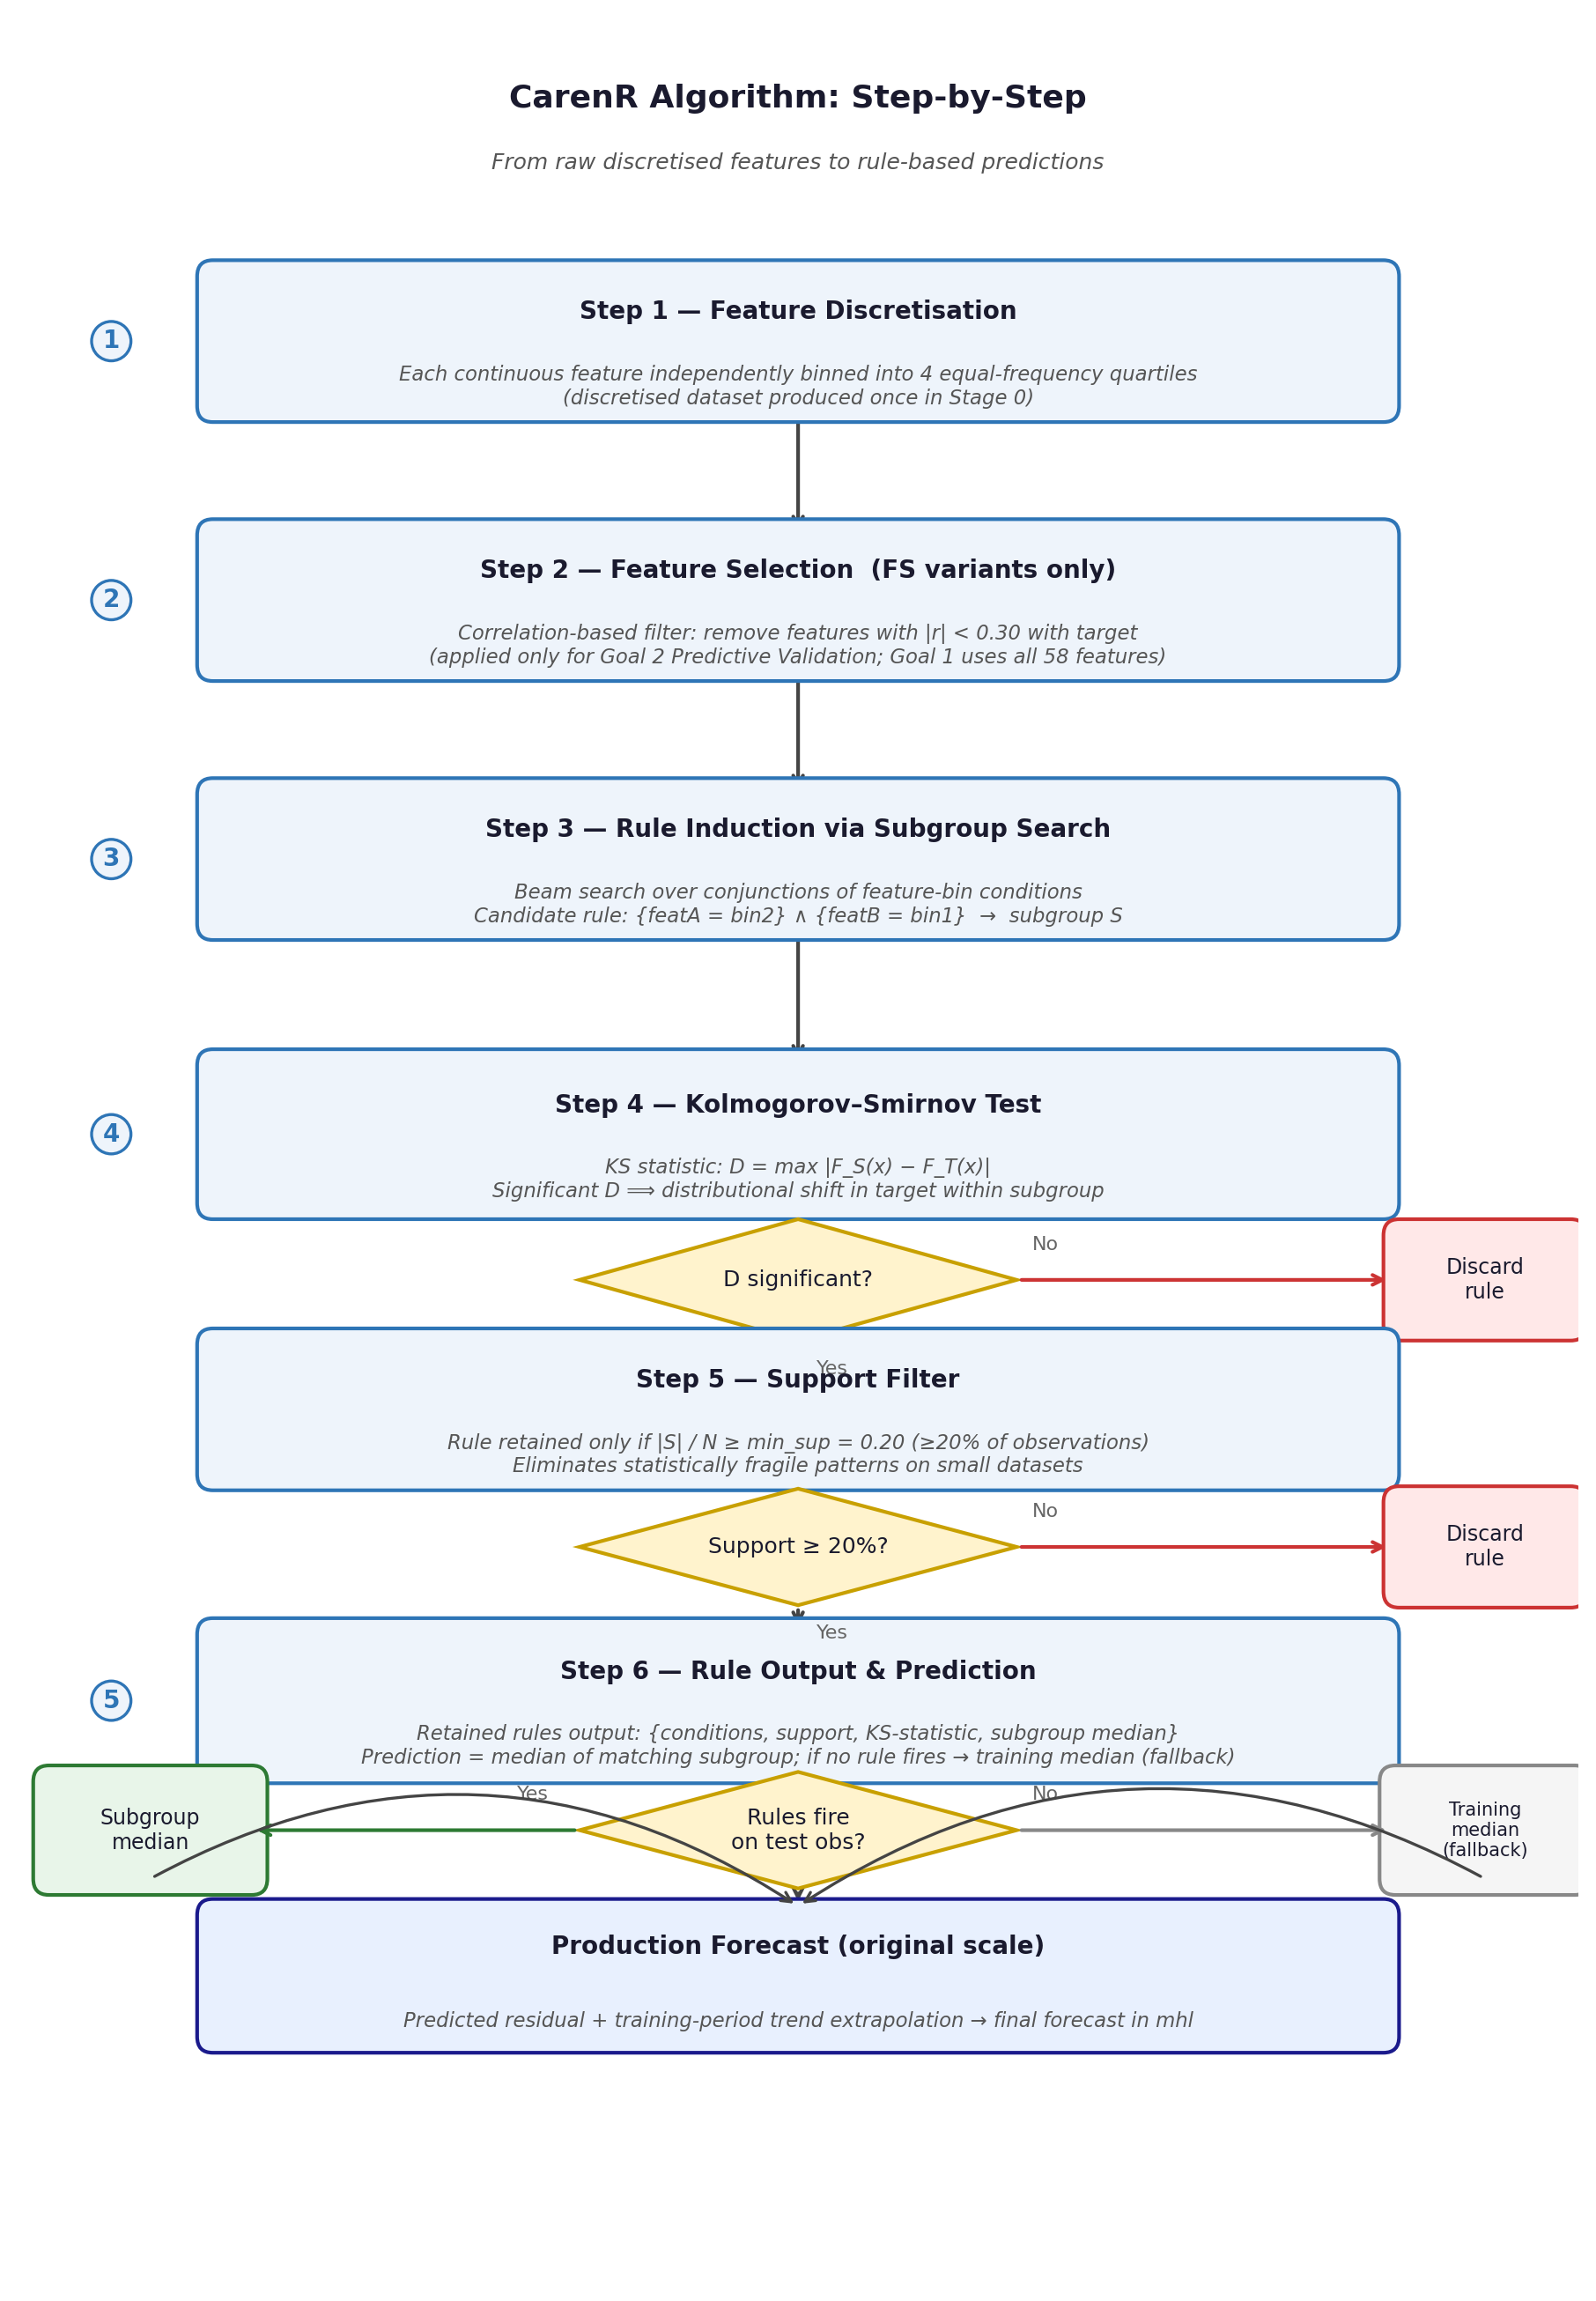 CarenR Algorithm: Step-by-Step
From raw discretised features to rule-based predictions
1
Step 1 — Feature Discretisation
Each continuous feature independently binned into 4 equal-frequency quartiles
(discretised dataset produced once in Stage 0)
2
Step 2 — Feature Selection  (FS variants only)
Correlation-based filter: remove features with |r| < 0.30 with target
(applied only for Goal 2 Predictive Validation; Goal 1 uses all 58 features)
3
Step 3 — Rule Induction via Subgroup Search
Beam search over conjunctions of feature-bin conditions
Candidate rule: {featA = bin2} ∧ {featB = bin1}  →  subgroup S
4
Step 4 — Kolmogorov–Smirnov Test
KS statistic: D = max |F_S(x) − F_T(x)|
Significant D ⟹ distributional shift in target within subgroup
D significant?
No
Discard
rule
Yes
Step 5 — Support Filter
Rule retained only if |S| / N ≥ min_sup = 0.20 (≥20% of observations)
Eliminates statistically fragile patterns on small datasets
Support ≥ 20%?
No
Discard
rule
Yes
5
Step 6 — Rule Output & Prediction
Retained rules output: {conditions, support, KS-statistic, subgroup median}
Prediction = median of matching subgroup; if no rule fires → training median (fallback)
Subgroup
median
Yes
Rules fire
on test obs?
No
Training
median
(fallback)
Production Forecast (original scale)
Predicted residual + training-period trend extrapolation → final forecast in mhl